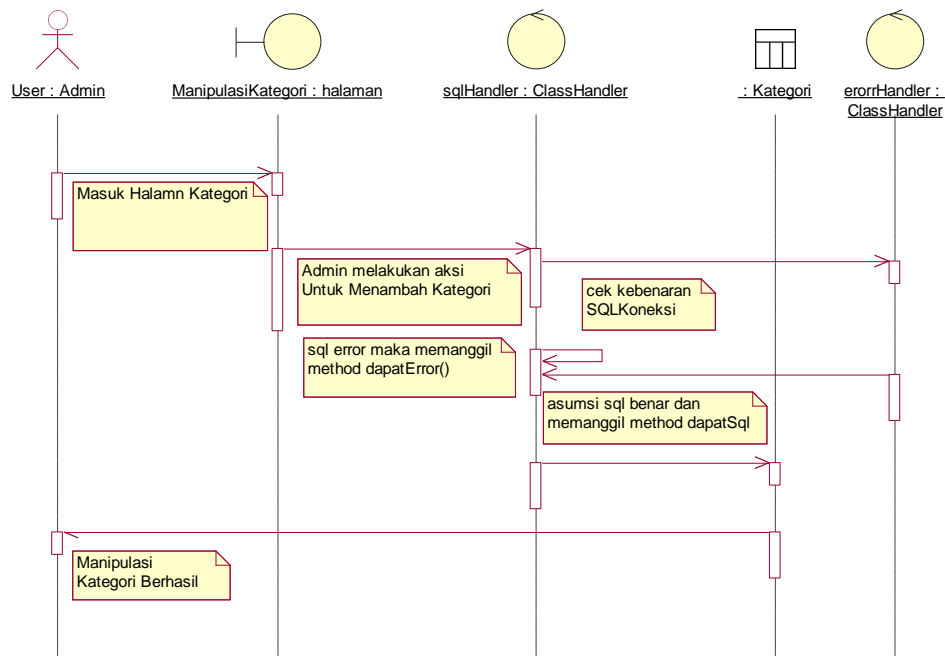 User : Admin
ManipulasiKategori : halaman
sqlHandler : ClassHandler
: Kategori
erorrHandler :
ClassHandler
Masuk Halamn Kategori
Admin melakukan aksi
Untuk Menambah Kategori
cek kebenaran
SQLKoneksi
sql error maka memanggil
method dapatError()
asumsi sql benar dan
memanggil method dapatSql
Manipulasi
Kategori Berhasil